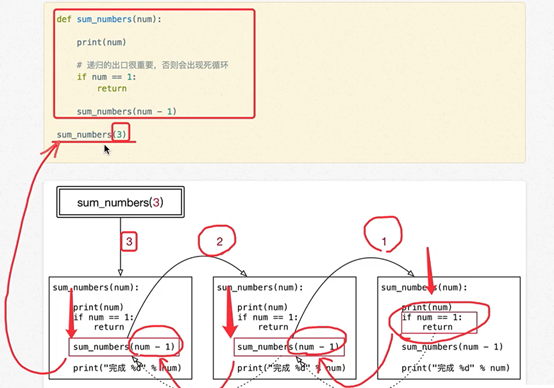 def sum_numbers(num):
print(num)
# 递归的出口很重要，否则会出现死循环
if num == 1:
return
sum_numbers(num - 1)
sum_numbers(3)
sum_numbers(3)
3
2
1
sum_numbers(num):
print(num)
if num == 1:
return
sum_numbers(num - 1)
print("完成 %d" % num)
sum_numbers(num):
print(num)
if num == 1:
return
sum_numbers(num - 1)
print("完成 %d" % num)
sum_numbers(num):
print(num)
if num == 1:
return
sum_numbers(num - 1)
print("完成 %d" % num)